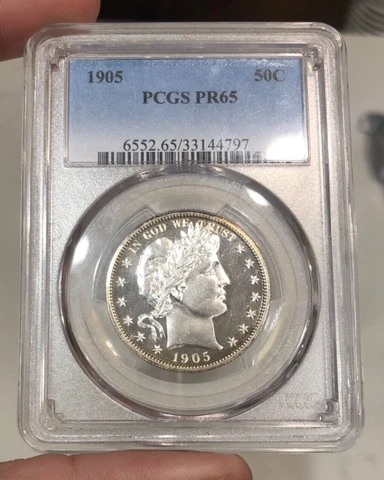 1905 50C
PCGS PR65
6552.65/33144797
IN GOD WE TRUST
1905